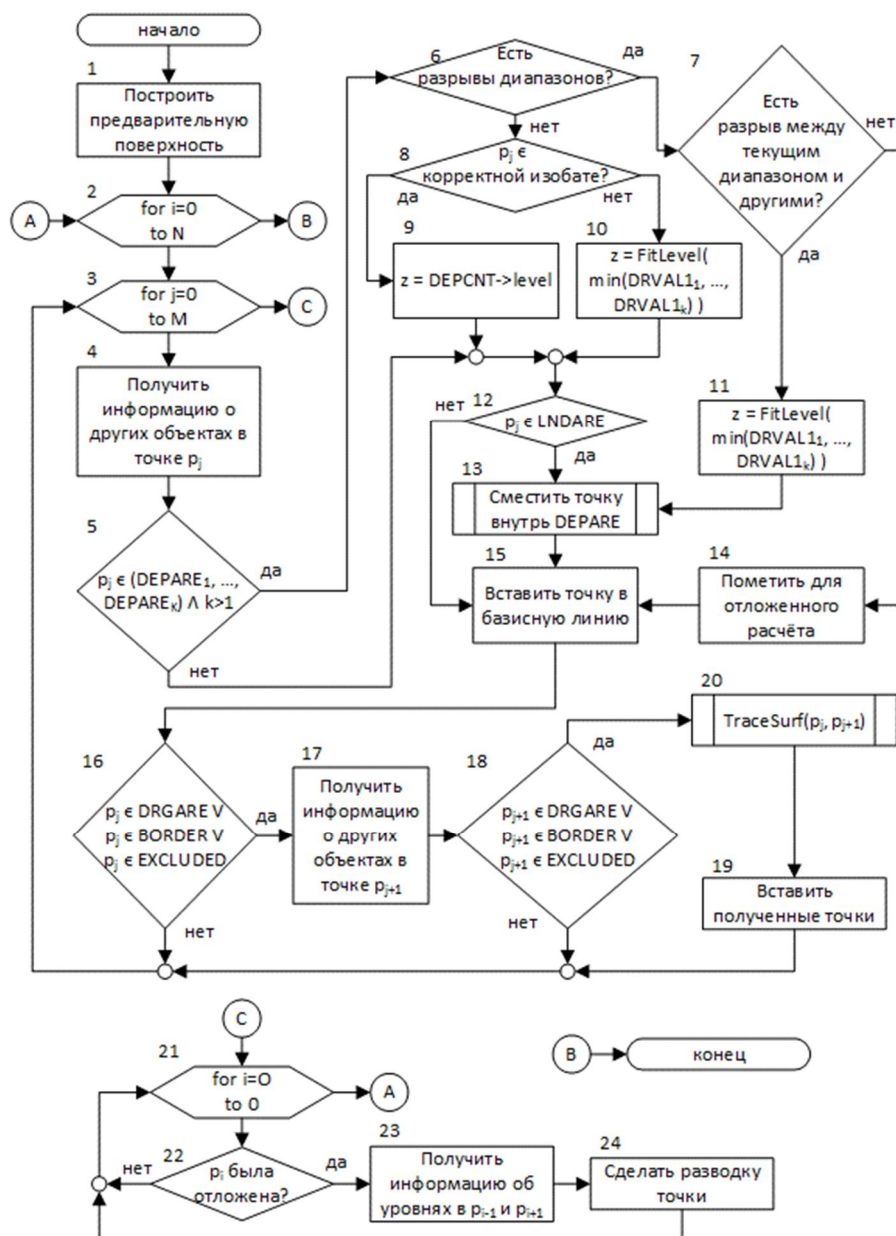 начало
1
Построить
предварительную
поверхность
2
A
for i=0
to N
B
3
for j=0
to M
C
4
Получить
информацию о
других объектах в
точке pⱼ
5
pⱼ ϵ (DEPARE₁, ...,
DEPAREₖ) Λ k>1
да
нет
6
Есть
разрывы диапазонов?
да
нет
7
Есть
разрыв между
текущим
диапазоном и
другими?
нет
да
8
pⱼ ϵ
корректной изобате?
да
нет
9
z = DEPCNT->level
10
z = FitLevel(
min(DRVAL1₁, ...,
DRVAL1ₖ) )
11
z = FitLevel(
min(DRVAL1₁, ...,
DRVAL1ₖ) )
12
нет
pⱼ ϵ LNDARE
да
13
Сместить точку
внутрь DEPARE
14
Пометить для
отложенного
расчёта
15
Вставить точку в
базисную линию
16
pⱼ ϵ DRGARE V
pⱼ ϵ BORDER V
pⱼ ϵ EXCLUDED
да
нет
17
Получить
информацию
о других
объектах в
точке pⱼ₊₁
18
pⱼ₊₁ ϵ DRGARE V
pⱼ₊₁ ϵ BORDER V
pⱼ₊₁ ϵ EXCLUDED
да
нет
20
TraceSurf(pⱼ, pⱼ₊₁)
19
Вставить
полученные точки
C
21
for i=O
to 0
A
B
конец
22
pᵢ была
отложена?
нет
да
23
Получить
информацию об
уровнях в pᵢ₋₁ и pᵢ₊₁
24
Сделать разводку
точки